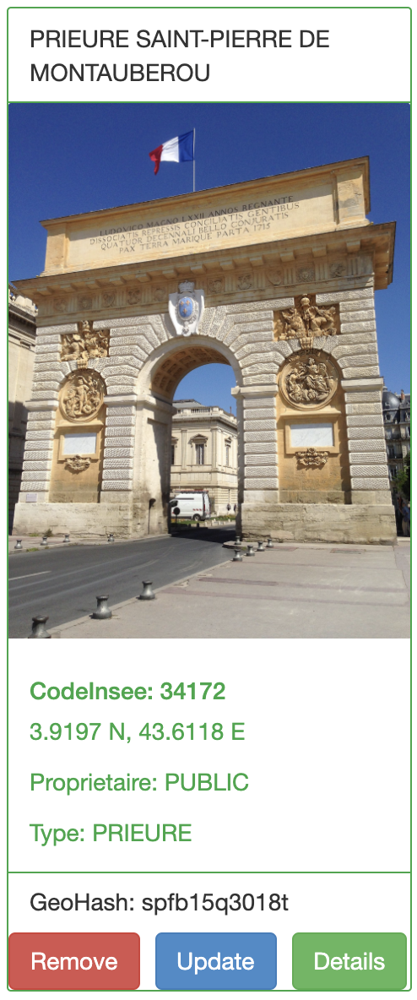 PRIEURE SAINT-PIERRE DE
MONTAUBEROU
LUDOVICO MAGNO LXXII ANNOS REGNANTE
DISSOCIATIS REPRESSIS CONCILIATIS GENTIBUS
QUATUOR DECENNALI BELLO CONJURATIS
PAX TERRA MARIQUE PARTA 1715
CodeInsee: 34172
3.9197 N, 43.6118 E
Proprietaire: PUBLIC
Type: PRIEURE
GeoHash: spfb15q3018t
Remove
Update
Details